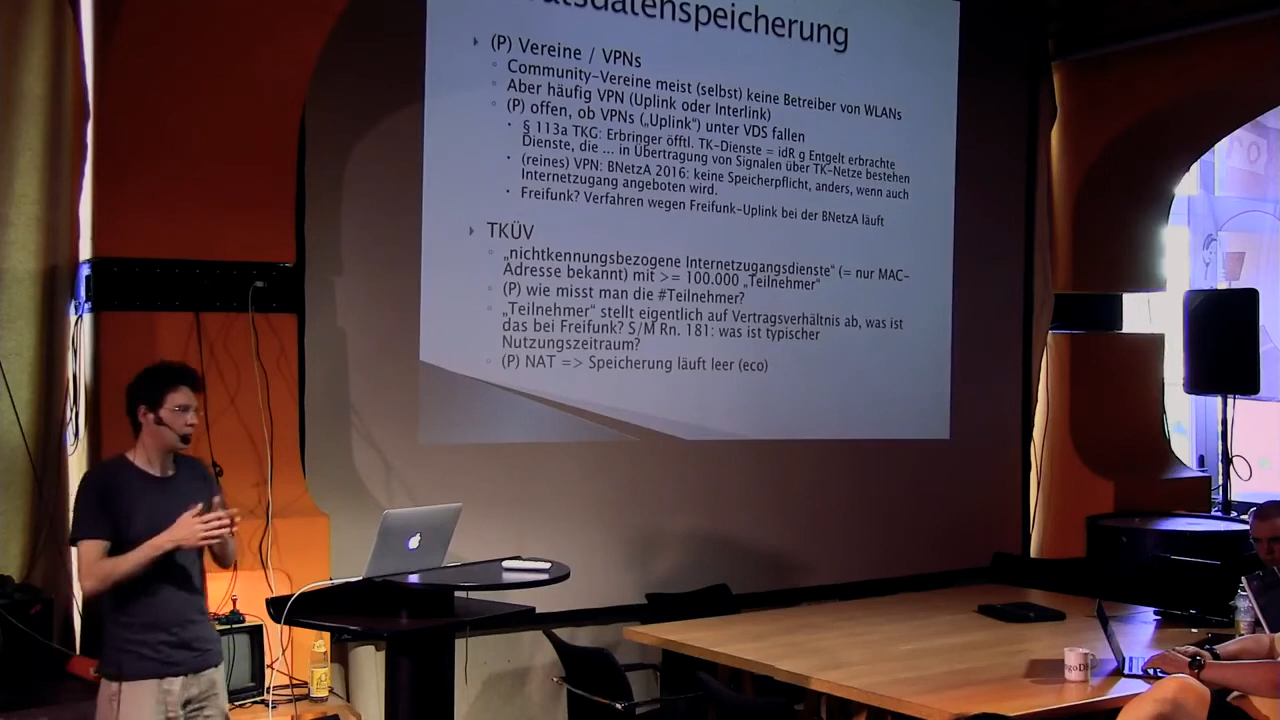 (P) Vereine / VPNs
Community-Vereine meist (selbst) keine Betreiber von WLANs
Aber häufig VPN (Uplink oder Interlink)
(P) offen, ob VPNs („Uplink“) unter VDS fallen
§ 113a TKG: Erbringer öfftl. TK-Dienste = idR g Entgelt erbrachte
Dienste, die ... in Übertragung von Signalen über TK-Netze bestehen
(reines) VPN: BNetzA 2016: keine Speicherpflicht, anders, wenn auch
Internetzugang angeboten wird.
Freifunk? Verfahren wegen Freifunk-Uplink bei der BNetzA läuft
TKÜV
„nichtkennungsbezogene Internetzugangsdienste“ (= nur MAC-
Adresse bekannt) mit >= 100.000 „Teilnehmer“
(P) wie misst man die #Teilnehmer?
„Teilnehmer“ stellt eigentlich auf Vertragsverhältnis ab, was ist
das bei Freifunk? S/M Rn. 181: was ist typischer
Nutzungszeitraum?
(P) NAT => Speicherung läuft leer (eco)